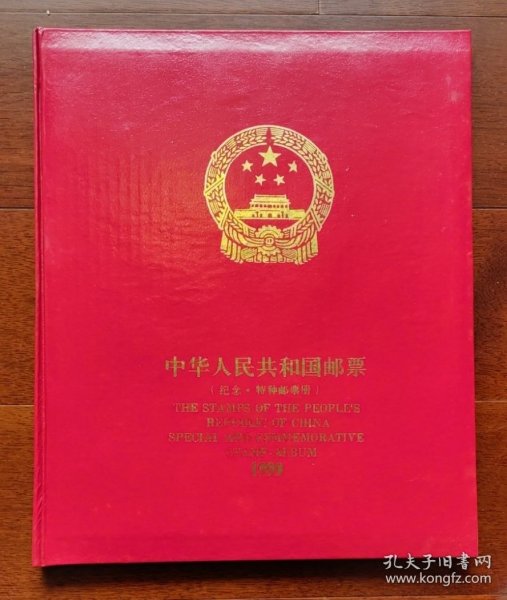 中华人民共和国邮票
（纪念·特种邮票册）
THE STAMPS OF THE PEOPLE'S
REPUBLIC OF CHINA
SPECIAL AND COMMEMORATIVE
STAMPS ALBUM
孔夫子旧书网
www.kongfz.com